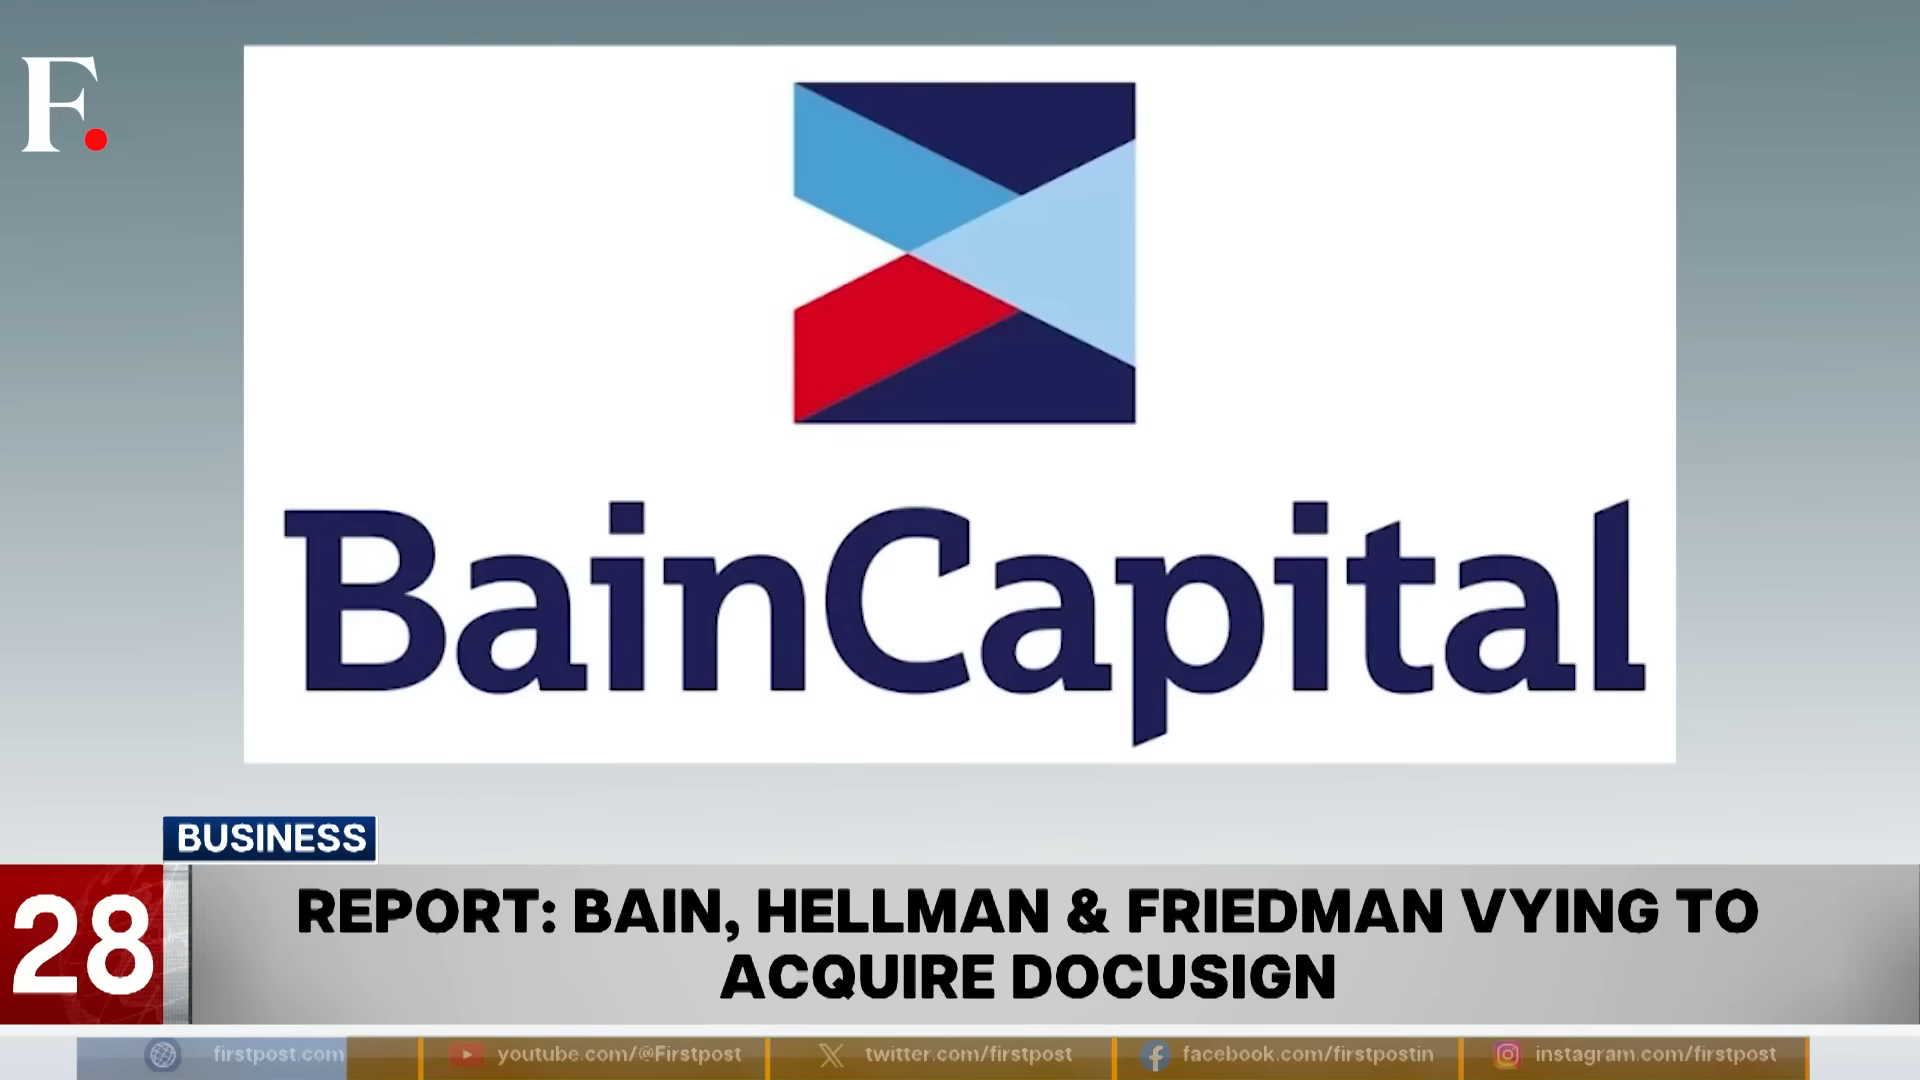 F.
BainCapital
BUSINESS
28
REPORT: BAIN, HELLMAN & FRIEDMAN VYING TO
ACQUIRE DOCUSIGN
firstpost.com
youtube.com/@Firstpost
twitter.com/firstpost
facebook.com/firstpostin
instagram.com/firstpost